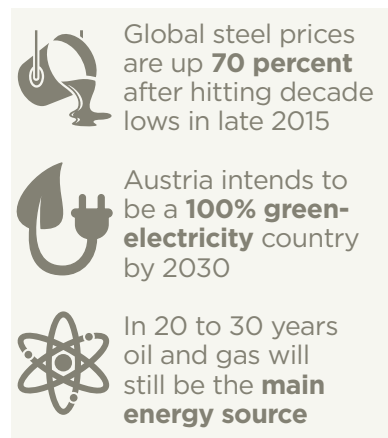 Global steel prices
are up 70 percent
after hitting decade
lows in late 2015
Austria intends to
be a 100% green-
electricity country
by 2030
In 20 to 30 years
oil and gas will
still be the main
energy source